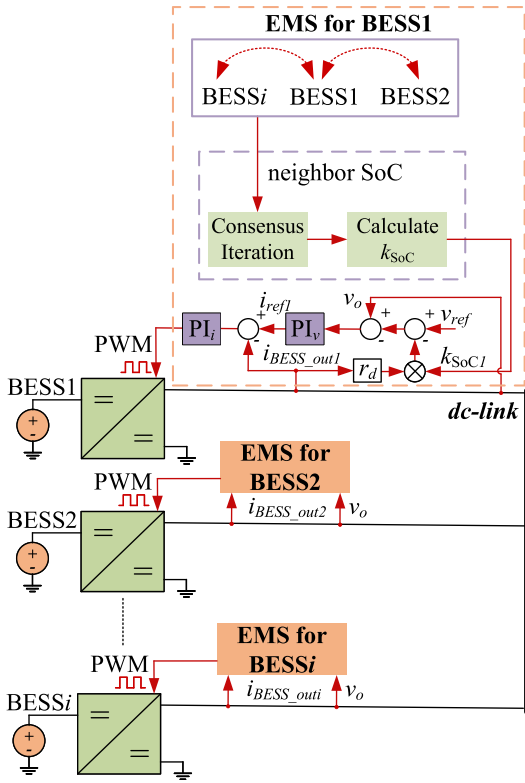 EMS for BESS1
BESSi BESS1 BESS2
neighbor SoC
Consensus
Iteration
Calculate
kSoC
iref1
vo
vref
PIi
PIv
+
-
+
-
+
-
PWM
iBESS_out1
rd
kSoC1
BESS1
dc-link
+
-
=
=
PWM
EMS for
BESS2
BESS2
iBESS_out2
vo
+
-
=
=
PWM
EMS for
BESSi
BESSi
iBESS_outi
vo
+
-
=
=